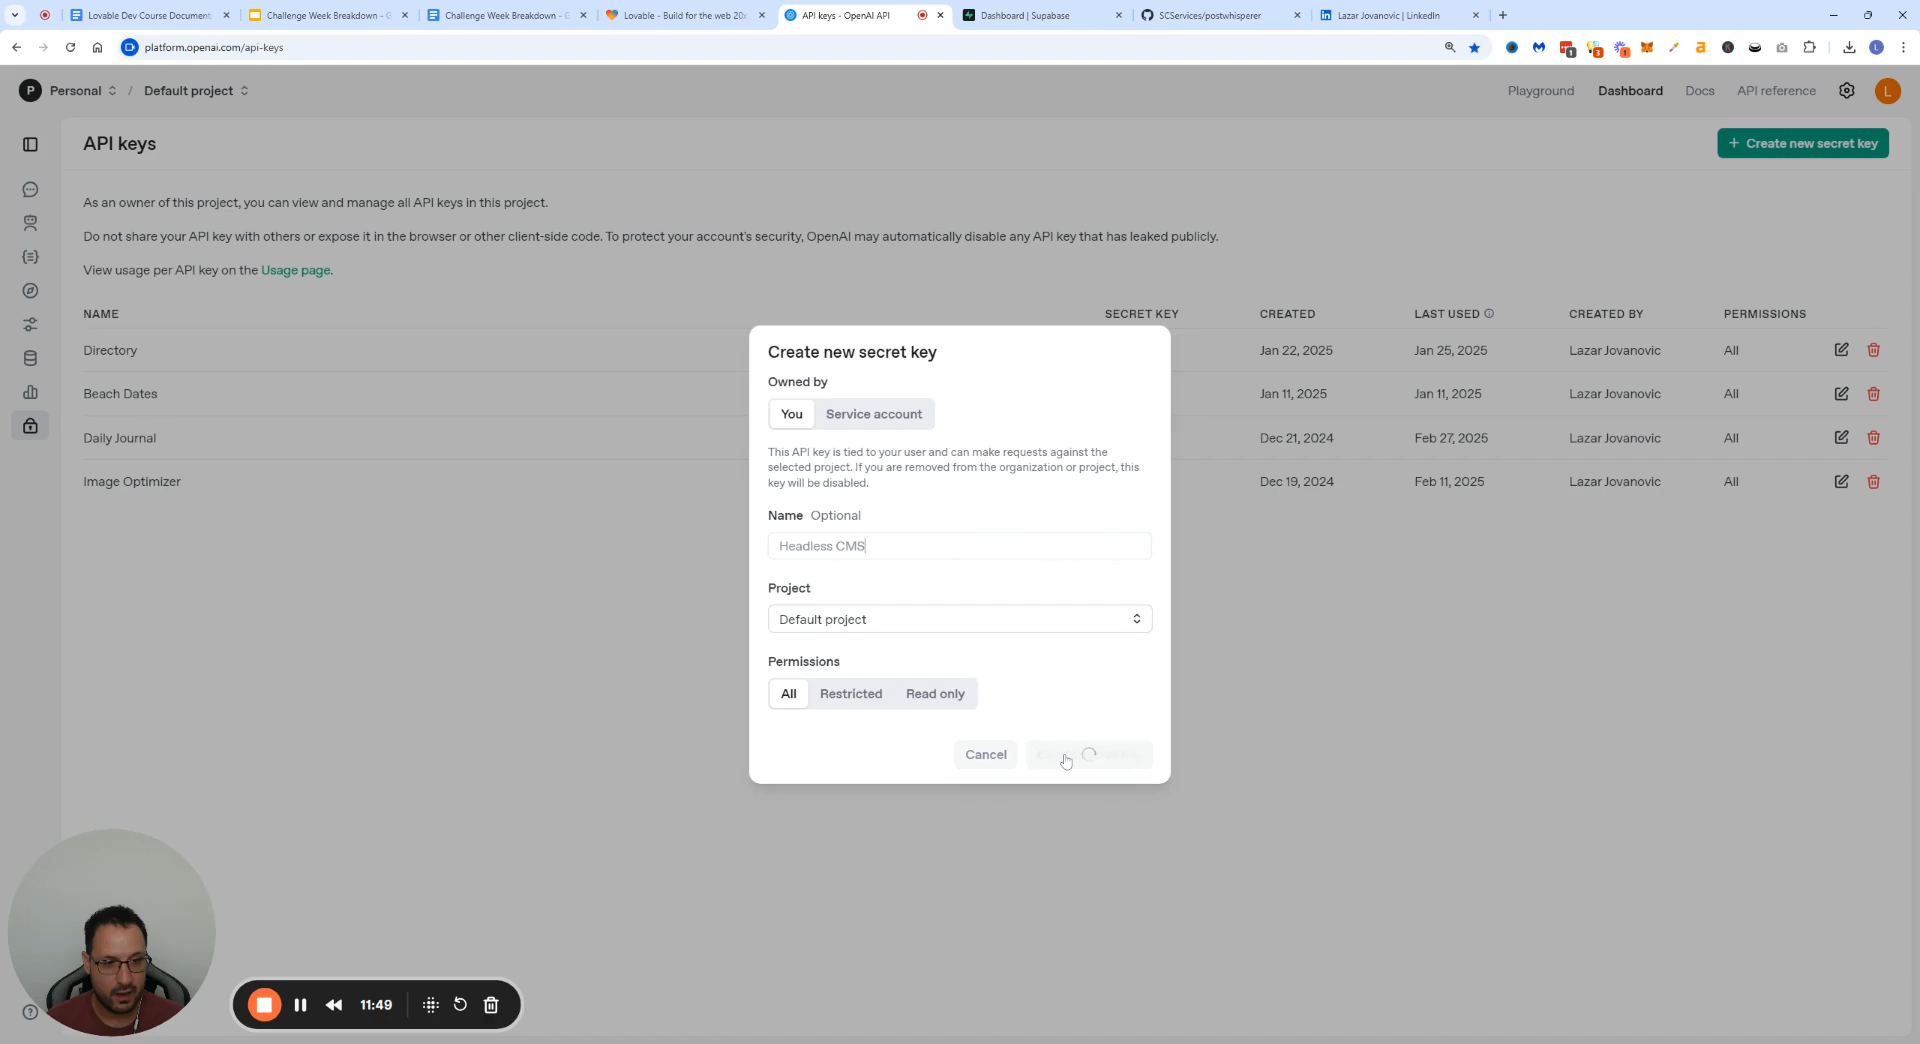 Lovable Dev Course Document
Challenge Week Breakdown - G
Challenge Week Breakdown - G
Lovable - Build for the web 20x
API keys - OpenAI API
Dashboard | Supabase
SCServices/postwhisperer
Lazar Jovanovic | LinkedIn
platform.openai.com/api-keys
1
3
1
a
K
L
P
Personal
/
Default project
Playground
Dashboard
Docs
API reference
L
API keys
+ Create new secret key
As an owner of this project, you can view and manage all API keys in this project.
Do not share your API key with others or expose it in the browser or other client-side code. To protect your account's security, OpenAI may automatically disable any API key that has leaked publicly.
View usage per API key on the Usage page.
NAME SECRET KEY CREATED LAST USED CREATED BY PERMISSIONS
Directory Jan 22, 2025 Jan 25, 2025 Lazar Jovanovic All
Beach Dates Jan 11, 2025 Jan 11, 2025 Lazar Jovanovic All
Daily Journal Dec 21, 2024 Feb 27, 2025 Lazar Jovanovic All
Image Optimizer Dec 19, 2024 Feb 11, 2025 Lazar Jovanovic All
Create new secret key
Owned by
You Service account
This API key is tied to your user and can make requests against the
selected project. If you are removed from the organization or project, this
key will be disabled.
Name Optional
Headless CMS
Project
Default project
Permissions
All Restricted Read only
Cancel
11:49
?